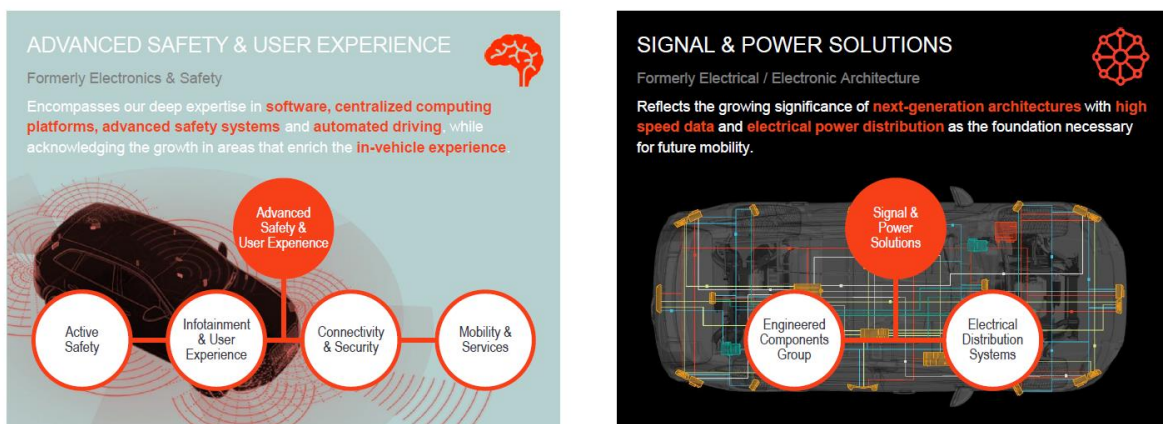 ADVANCED SAFETY & USER EXPERIENCE
Formerly Electronics & Safety
Encompasses our deep expertise in software, centralized computing
platforms, advanced safety systems and automated driving, while
acknowledging the growth in areas that enrich the in-vehicle experience.
Advanced
Safety &
User Experience
Active
Safety
Infotainment
& User
Experience
Connectivity
& Security
Mobility &
Services
SIGNAL & POWER SOLUTIONS
Formerly Electrical / Electronic Architecture
Reflects the growing significance of next-generation architectures with high
speed data and electrical power distribution as the foundation necessary
for future mobility.
Signal &
Power
Solutions
Engineered
Components
Group
Electrical
Distribution
Systems